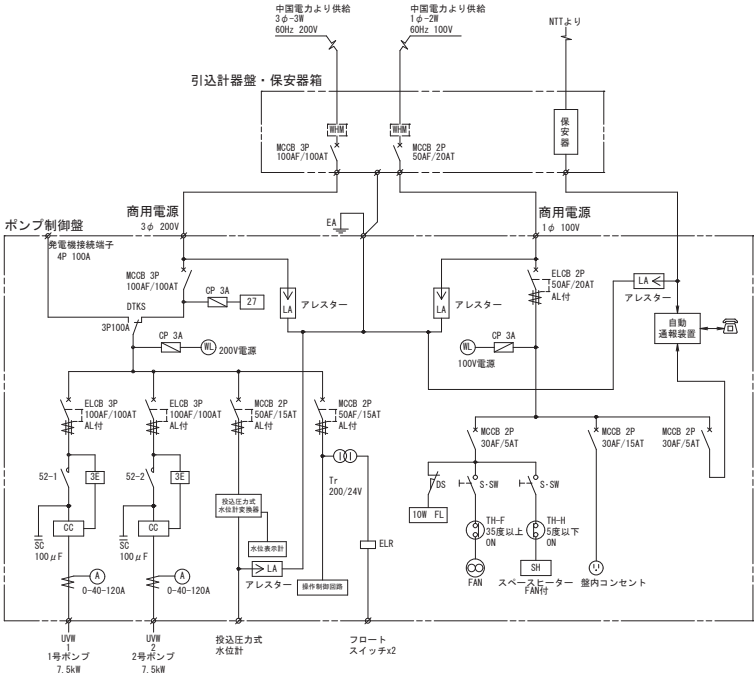 中国電力より供給
3φ-3W
60Hz 200V
中国電力より供給
1φ-2W
60Hz 100V
NTTより
引込計器盤・保安器箱
WHM
WHM
保安器
MCCB 3P
100AF/100AT
MCCB 2P
50AF/20AT
商用電源
3φ 200V
EA
商用電源
1φ 100V
ポンプ制御盤
発電機接続端子
4P 100A
MCCB 3P
100AF/100AT
CP 3A
27
LA
アレスター
LA
アレスター
ELCB 2P
50AF/20AT
AL付
LA
アレスター
DTKS
3P100A
CP 3A
WL
200V電源
WL
100V電源
CP 3A
自動
通報装置
ELCB 3P
100AF/100AT
AL付
ELCB 3P
100AF/100AT
AL付
MCCB 2P
50AF/15AT
AL付
MCCB 2P
50AF/15AT
AL付
MCCB 2P
30AF/5AT
MCCB 2P
30AF/15AT
MCCB 2P
30AF/5AT
52-1
3E
52-2
3E
Tr
200/24V
DS
S・SW
S・SW
投込圧力式
水位計変換器
10W FL
CC
SC
100μF
CC
SC
100μF
TH-F
35度以上
ON
TH-H
5度以下
ON
水位表示計
ELR
LA
アレスター
A
0-40-120A
A
0-40-120A
操作制御回路
FAN
SH
スペースヒーター
FAN付
盤内コンセント
UVW
1
1号ポンプ
7.5kW
UVW
2
2号ポンプ
7.5kW
投込圧力式
水位計
フロート
スイッチx2